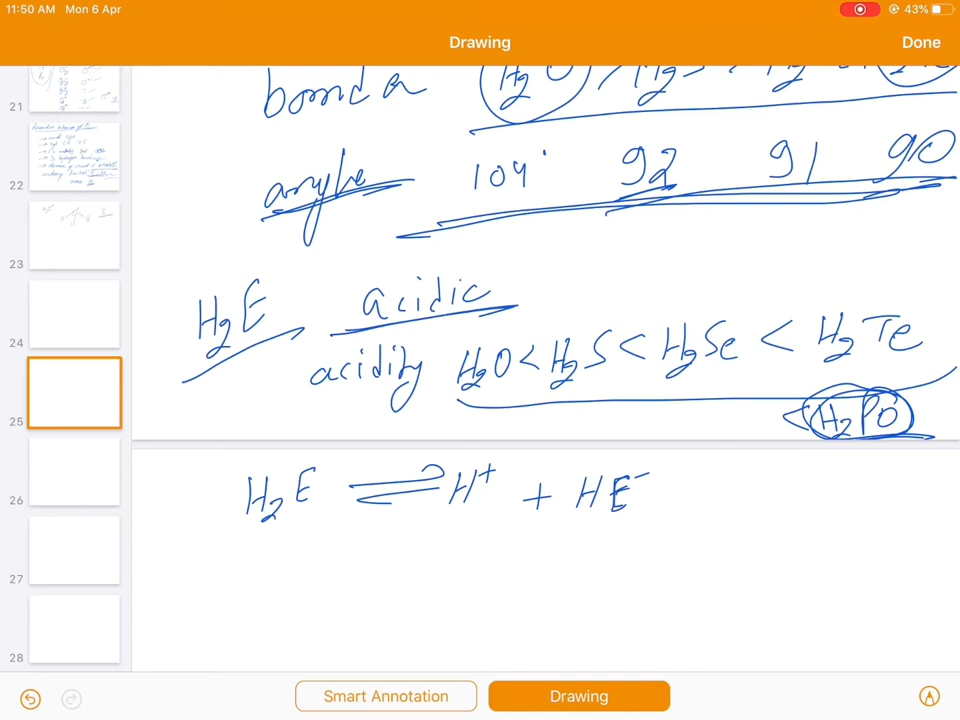 11:50 AM Mon 6 Apr
43%
Drawing
Done
21
22
23
24
25
26
27
28
bond a
angle 104° 92 91 90
H2E acidic
acidity H2O < H2S < H2Se < H2Te
< H2PO
H2E ⇌ H+ + HE-
Smart Annotation
Drawing